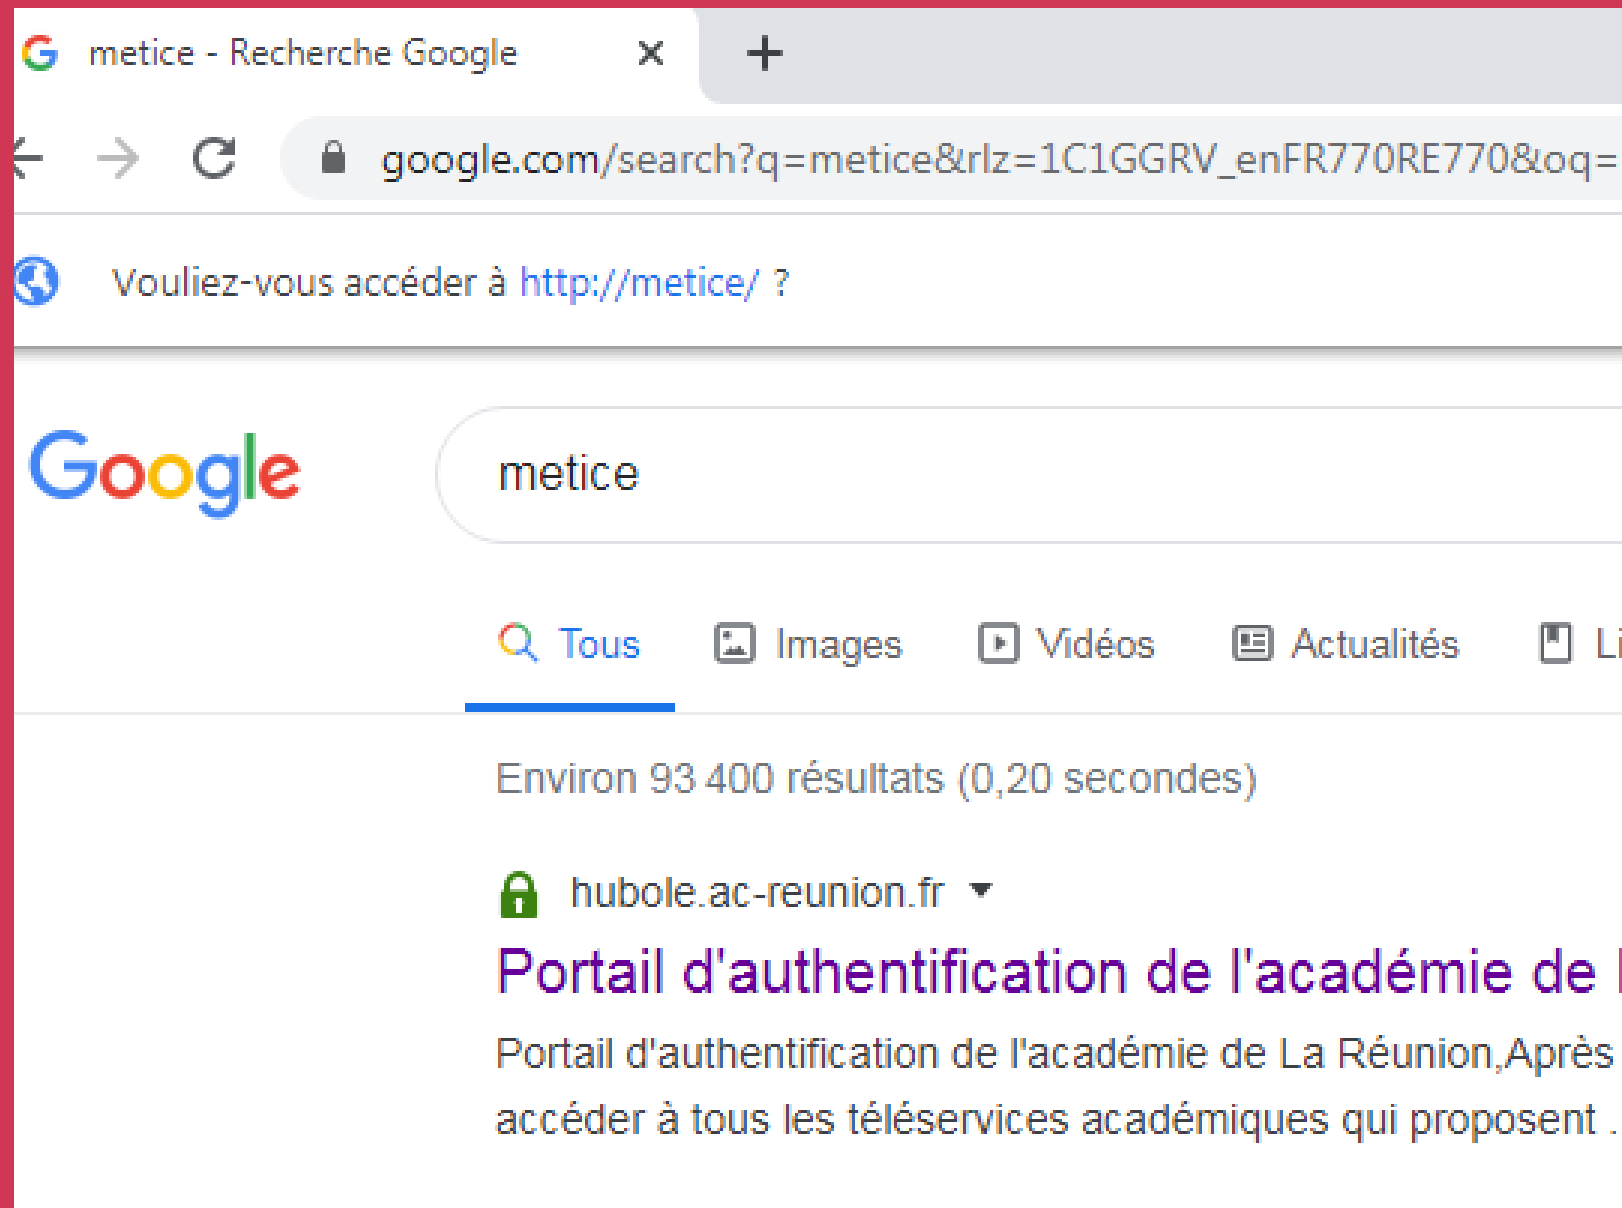 metice - Recherche Google
google.com/search?q=metice&rlz=1C1GGRV_enFR770RE770&oq=
Vouliez-vous accéder à http://metice/ ?
Google metice
Tous Images Vidéos Actualités Li
Environ 93 400 résultats (0,20 secondes)
hubole.ac-reunion.fr
Portail d'authentification de l'académie de
Portail d'authentification de l'académie de La Réunion,Après
accéder à tous les téléservices académiques qui proposent .